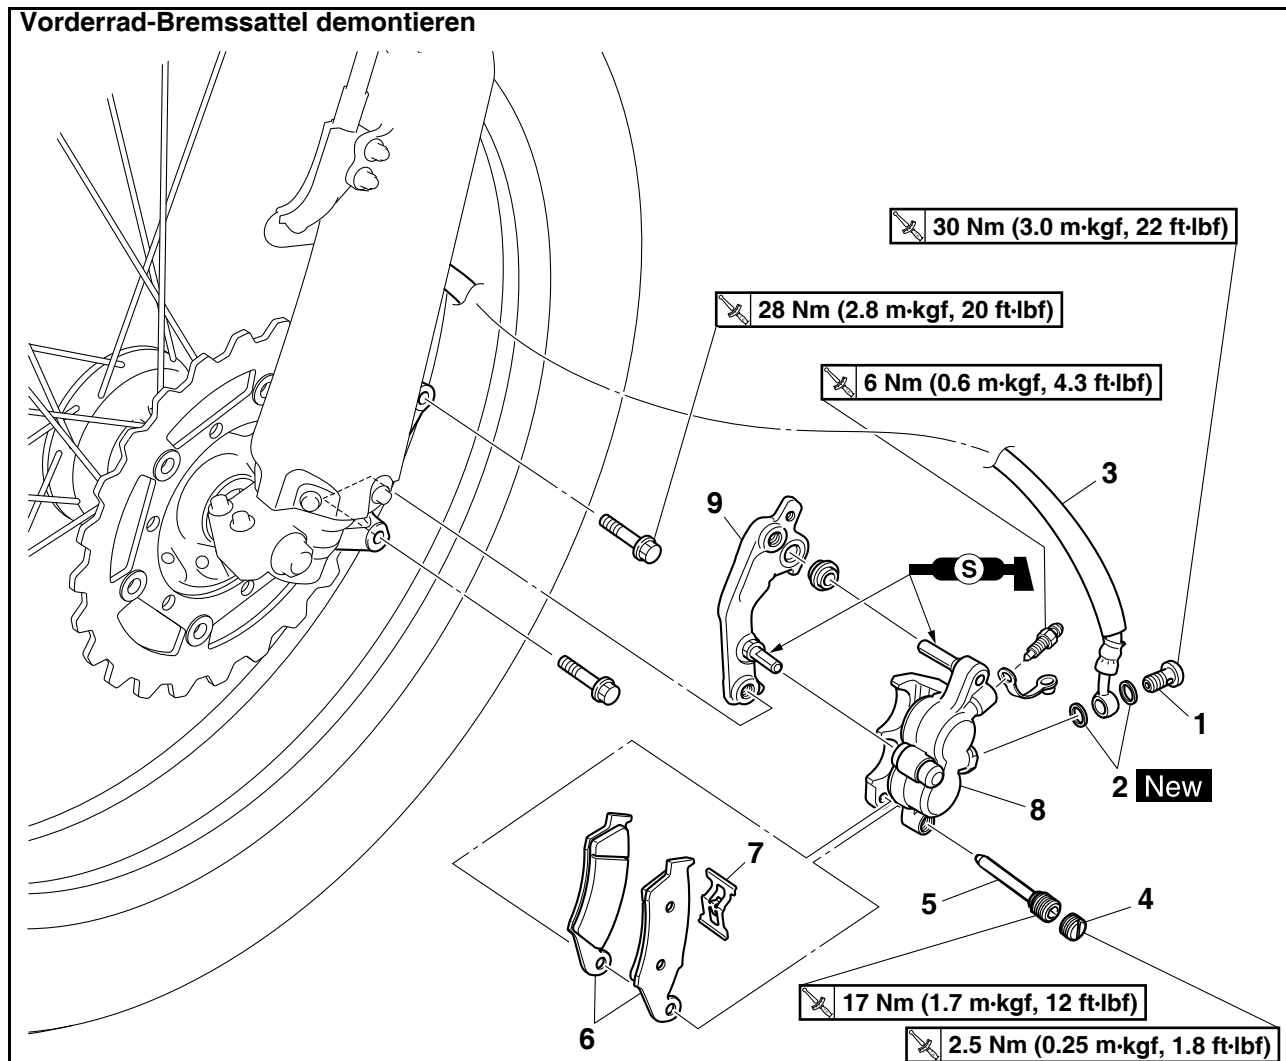 Vorderrad-Bremssattel demontieren
30 Nm (3.0 m·kgf, 22 ft·lbf)
28 Nm (2.8 m·kgf, 20 ft·lbf)
6 Nm (0.6 m·kgf, 4.3 ft·lbf)
3
9
S
1
2 New
8
7
5
4
6
17 Nm (1.7 m·kgf, 12 ft·lbf)
2.5 Nm (0.25 m·kgf, 1.8 ft·lbf)